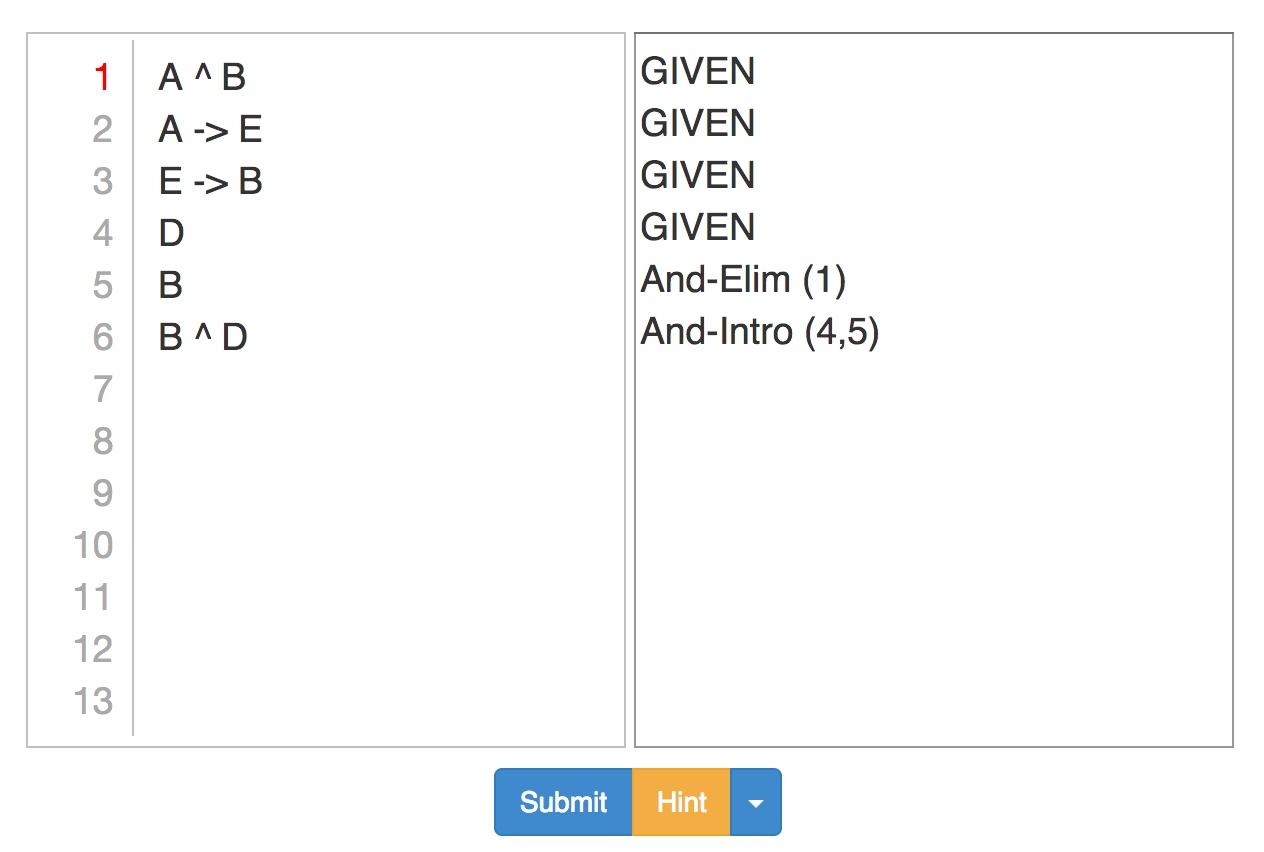 1 A ^ B GIVEN
2 A -> E GIVEN
3 E -> B GIVEN
4 D GIVEN
5 B And-Elim (1)
6 B ^ D And-Intro (4,5)
7
8
9
10
11
12
13
Submit Hint